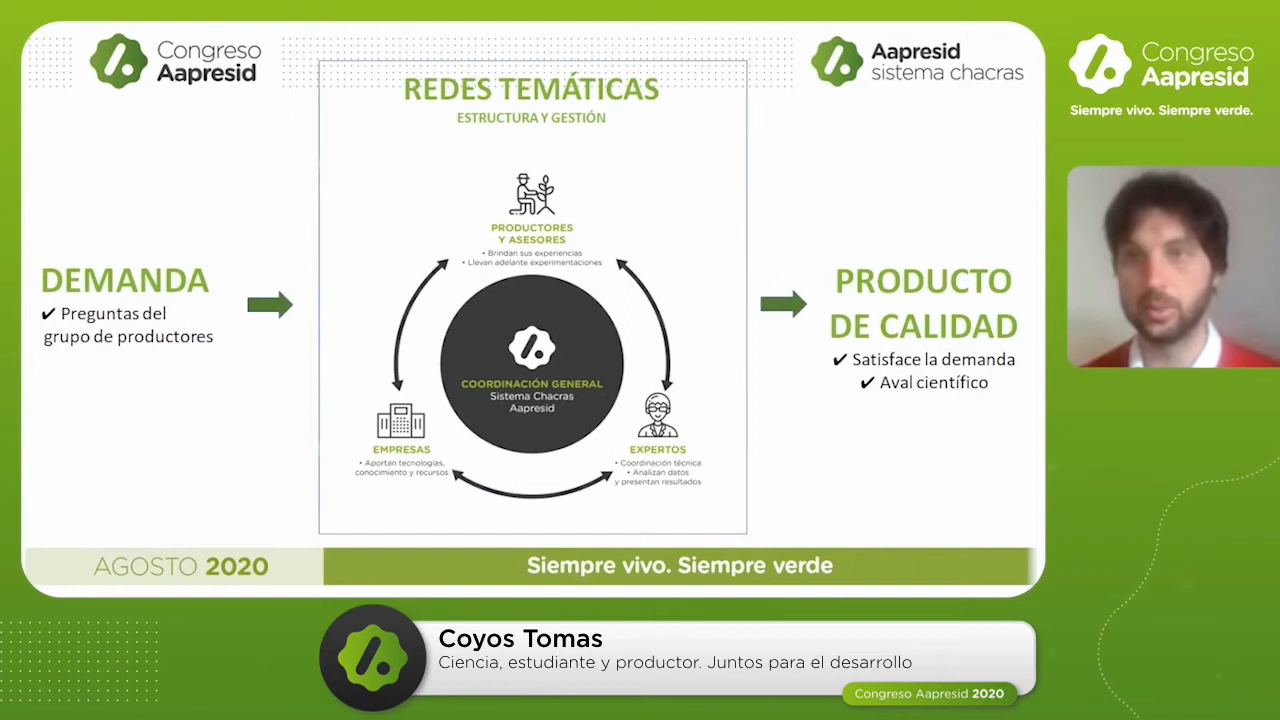 Congreso
Aapresid
Aapresid
sistema chacras
Congreso
Aapresid
Siempre vivo. Siempre verde.
REDES TEMÁTICAS
ESTRUCTURA Y GESTIÓN
DEMANDA
✔ Preguntas del
grupo de productores
PRODUCTORES
Y ASESORES
• Brindan sus experiencias
• Llevan adelante experimentaciones
COORDINACIÓN GENERAL
Sistema Chacras
Aapresid
EMPRESAS
• Aportan tecnologías,
conocimiento y recursos
EXPERTOS
• Coordinación técnica
• Analizan datos
y presentan resultados
PRODUCTO
DE CALIDAD
✔ Satisface la demanda
✔ Aval científico
AGOSTO 2020
Siempre vivo. Siempre verde
Coyos Tomas
Ciencia, estudiante y productor. Juntos para el desarrollo
Congreso Aapresid 2020